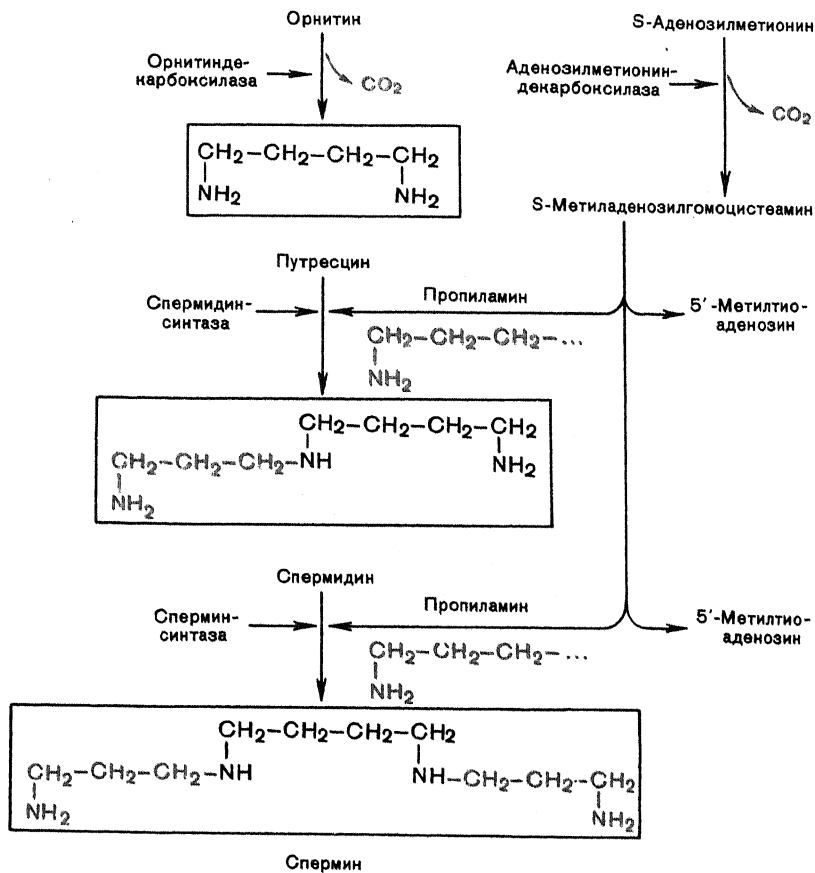 Орнитин
S-Аденозилметионин
Орнитинде-
карбоксилаза
CO₂
Аденозилметионин-
декарбоксилаза
CO₂
CH₂–CH₂–CH₂–CH₂
NH₂ NH₂
S-Метиладенозилгомоцистеамин
Путресцин
Спермидин-
синтаза
Пропиламин
5'-Метилтио-
аденозин
CH₂–CH₂–CH₂–...
NH₂
CH₂–CH₂–CH₂–CH₂
CH₂–CH₂–CH₂–NH NH₂
NH₂
Спермидин
Спермин-
синтаза
Пропиламин
5'-Метилтио-
аденозин
CH₂–CH₂–CH₂–...
NH₂
CH₂–CH₂–CH₂–CH₂
CH₂–CH₂–CH₂–NH NH–CH₂–CH₂–CH₂
NH₂ NH₂
Спермин